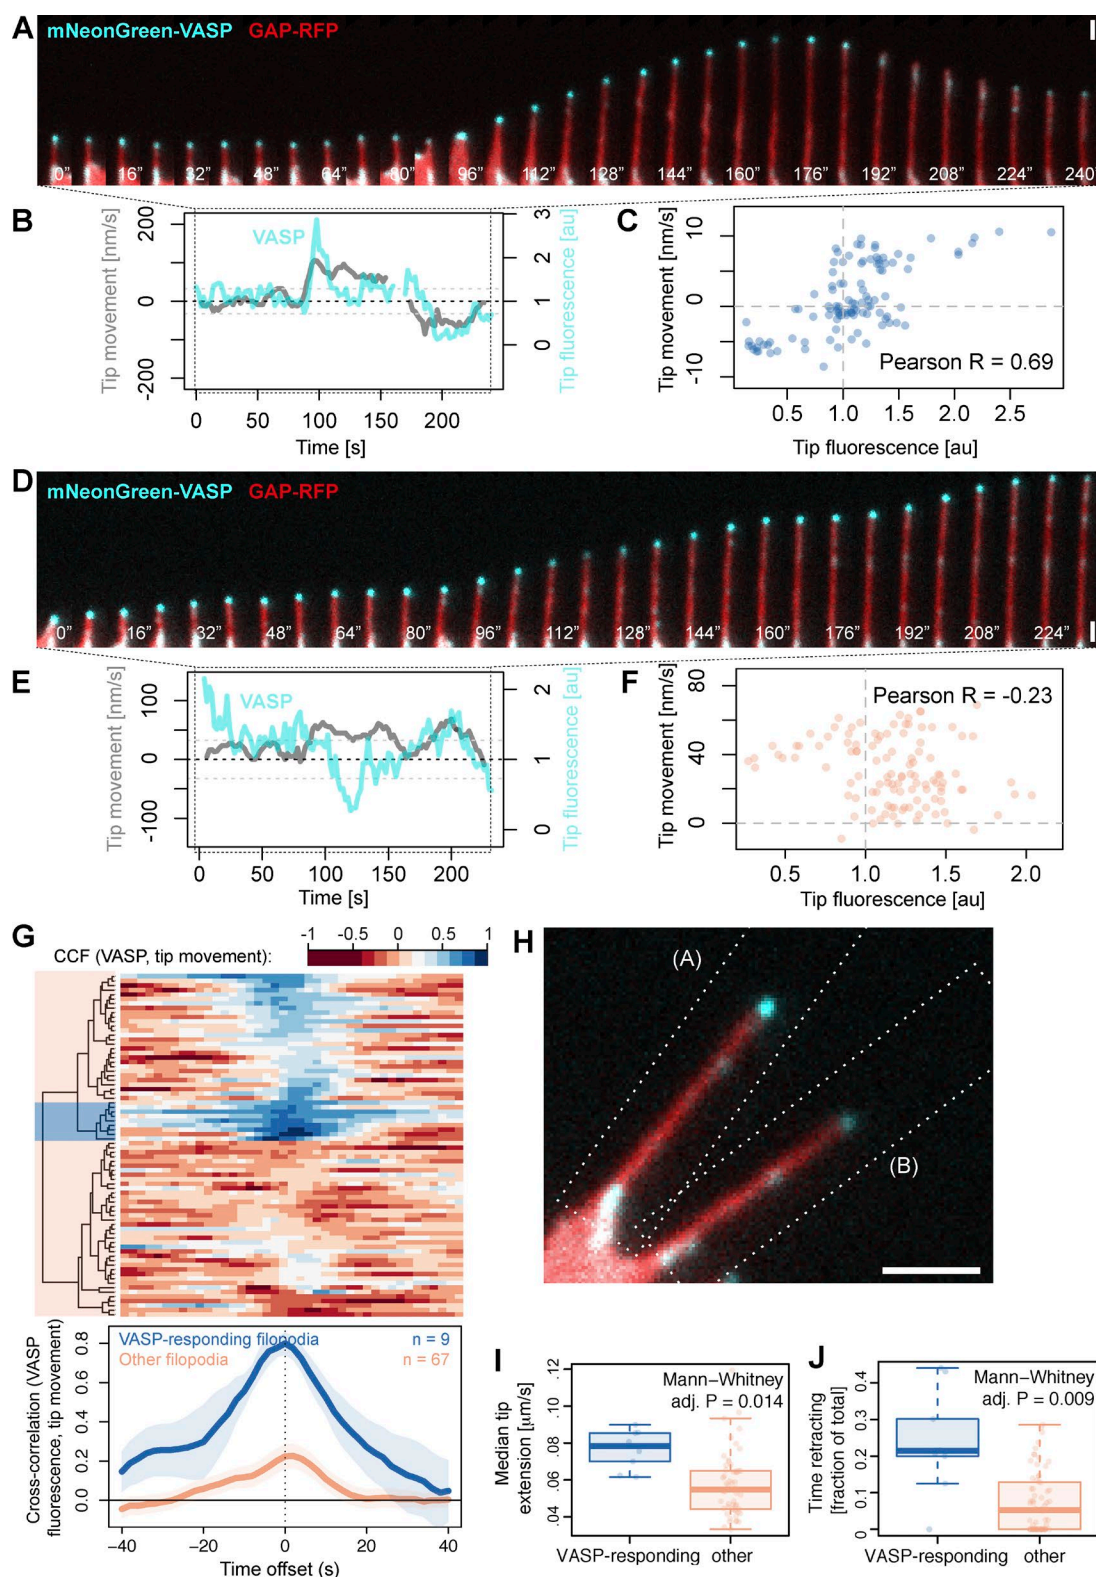 A
mNeonGreen-VASP GAP-RFP
0” 16” 32” 48” 64” 80” 96” 112” 128” 144” 160” 176” 192” 208” 224” 240”
B
Tip movement [nm/s]
200
0
-200
VASP
3
2
1
0
Tip fluorescence [au]
0 50 100 150 200
Time [s]
C
Tip movement [nm/s]
10
0
-10
Pearson R = 0.69
0.5 1.0 1.5 2.0 2.5
Tip fluorescence [au]
D
mNeonGreen-VASP GAP-RFP
0” 16” 32” 48” 64” 80” 96” 112” 128” 144” 160” 176” 192” 208” 224”
E
Tip movement [nm/s]
100
0
-100
VASP
2
1
0
Tip fluorescence [au]
0 50 100 150 200
Time [s]
F
Tip movement [nm/s]
80
40
0
Pearson R = -0.23
0.5 1.0 1.5 2.0
Tip fluorescence [au]
G
CCF (VASP, tip movement):
-1 -0.5 0 0.5 1
Cross-correlation (VASP
fluorescence, tip movement)
0.8
0.6
0.4
0.2
0.0
VASP-responding filopodia n = 9
Other filopodia n = 67
−40 −20 0 20 40
Time offset (s)
H
(A)
(B)
I
Median tip
extension [μm/s]
.12
.08
.06
.04
Mann−Whitney
adj. P = 0.014
VASP-responding other
J
Time retracting
[fraction of total]
0.4
0.3
0.2
0.1
0
Mann−Whitney
adj. P = 0.009
VASP-responding other